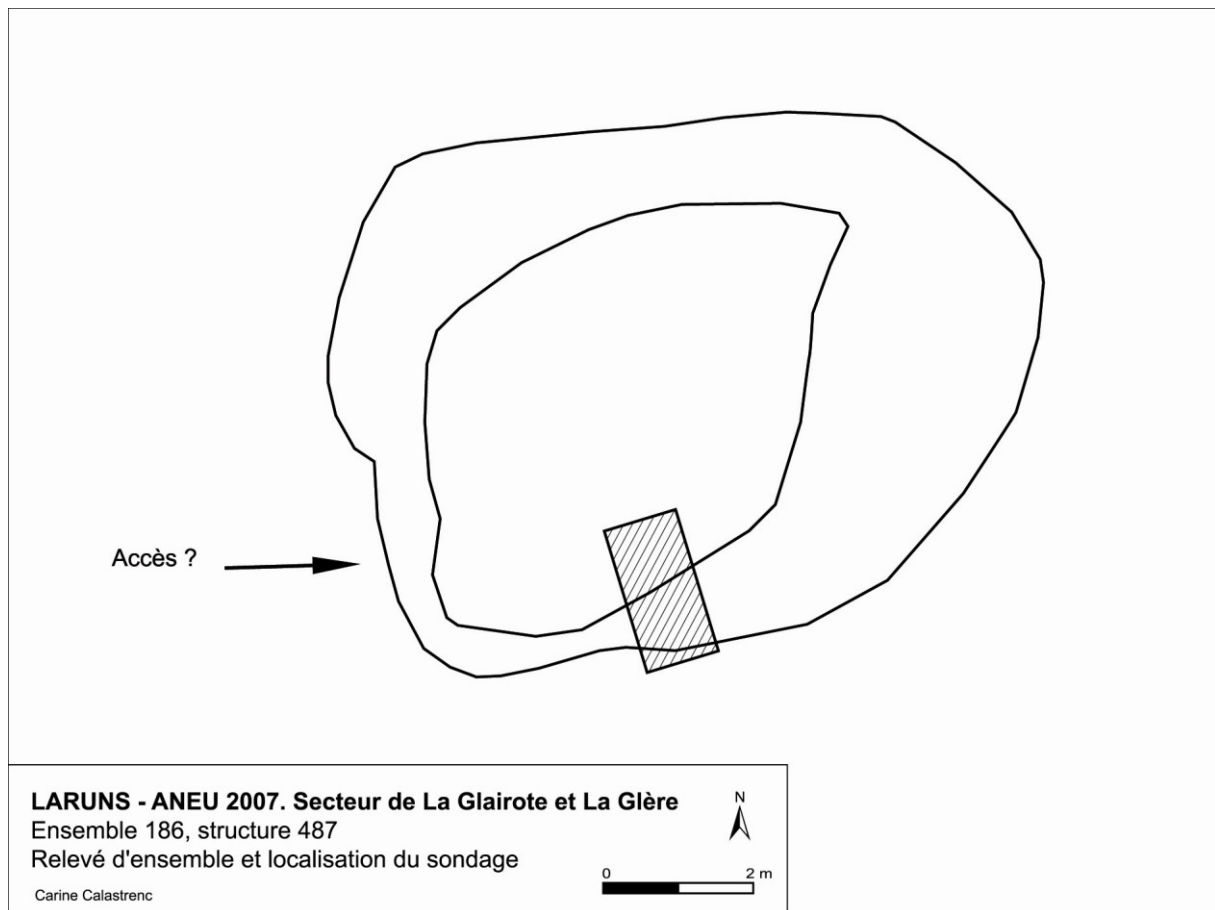 Accès ?
LARUNS - ANEU 2007. Secteur de La Glairote et La Glère
Ensemble 186, structure 487
Relevé d'ensemble et localisation du sondage
Carine Calastrenc
N
0 2 m